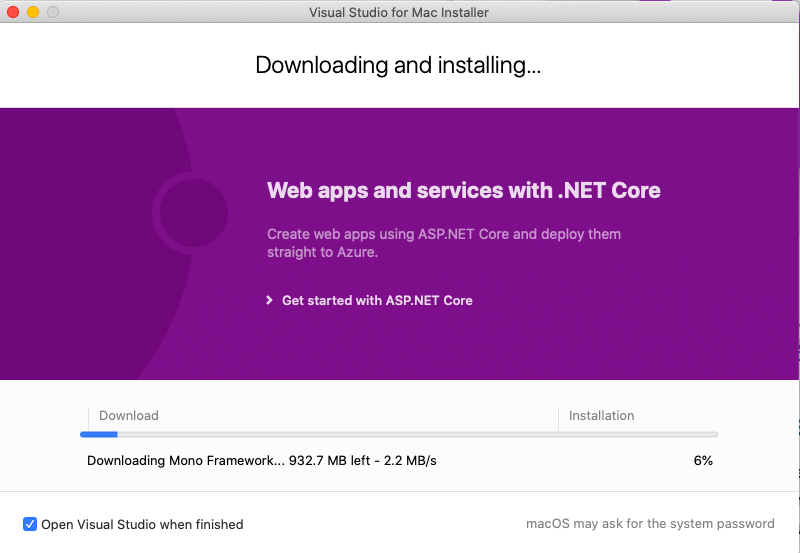 Visual Studio for Mac Installer
Downloading and installing...
Web apps and services with .NET Core
Create web apps using ASP.NET Core and deploy them
straight to Azure.
Get started with ASP.NET Core
Download
Installation
Downloading Mono Framework... 932.7 MB left - 2.2 MB/s
6%
Open Visual Studio when finished
macOS may ask for the system password